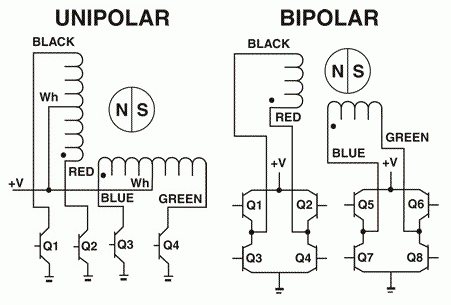 UNIPOLAR
BLACK
Wh
N S
RED
+V
Wh
BLUE
GREEN
Q1
Q2
Q3
Q4
BIPOLAR
BLACK
N S
RED
GREEN
BLUE
+V
+V
Q1
Q2
Q5
Q6
Q3
Q4
Q7
Q8